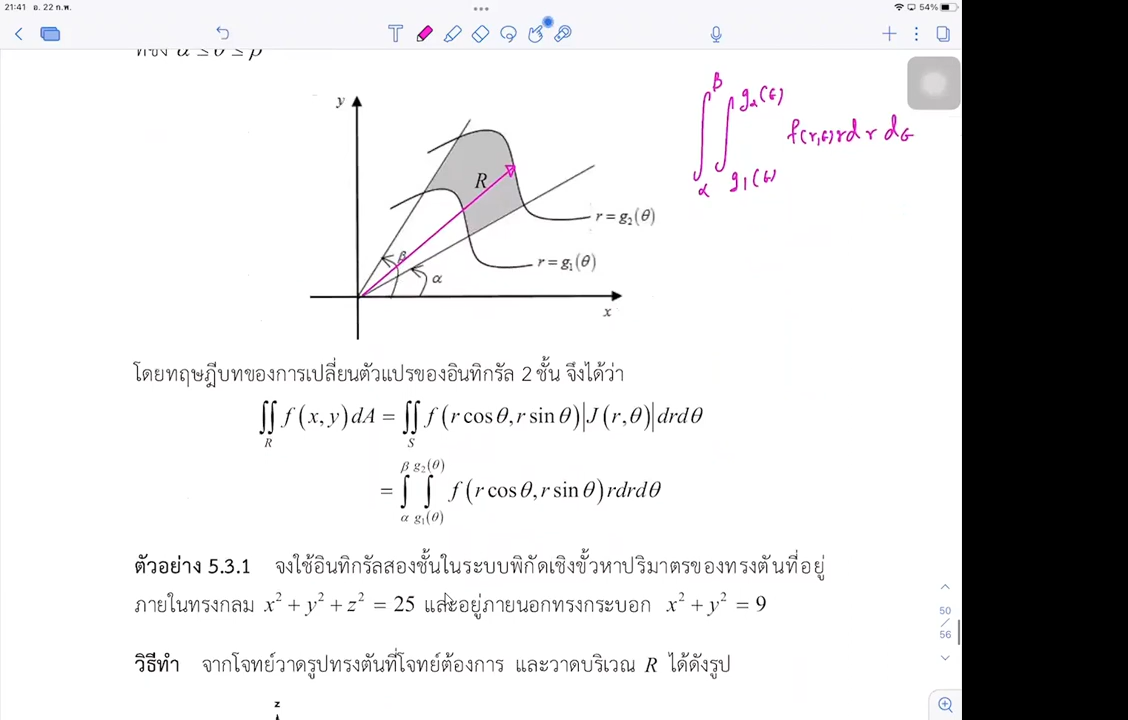 21:41 อ. 22 ก.พ.
54%
α ≤ θ ≤ β
y
β
g₂(θ)
∫ ∫ f(r,θ) r d r dθ
α
g₁(θ)
R
r = g₂(θ)
β
r = g₁(θ)
α
x
โดยทฤษฎีบทของการเปลี่ยนตัวแปรของอินทิกรัล 2 ชั้น จึงได้ว่า
∬_R f(x, y)dA = ∬_S f(r cosθ, r sinθ)|J(r,θ)|drdθ
= ∫_α^β ∫_{g₁(θ)}^{g₂(θ)} f(r cosθ, r sinθ) rdrdθ
ตัวอย่าง 5.3.1 จงใช้อินทิกรัลสองชั้นในระบบพิกัดเชิงขั้วหาปริมาตรของทรงตันที่อยู่
ภายในทรงกลม x² + y² + z² = 25 และอยู่ภายนอกทรงกระบอก x² + y² = 9
50
/
56
วิธีทำ จากโจทย์วาดรูปทรงตันที่โจทย์ต้องการ และวาดบริเวณ R ได้ดังรูป
z